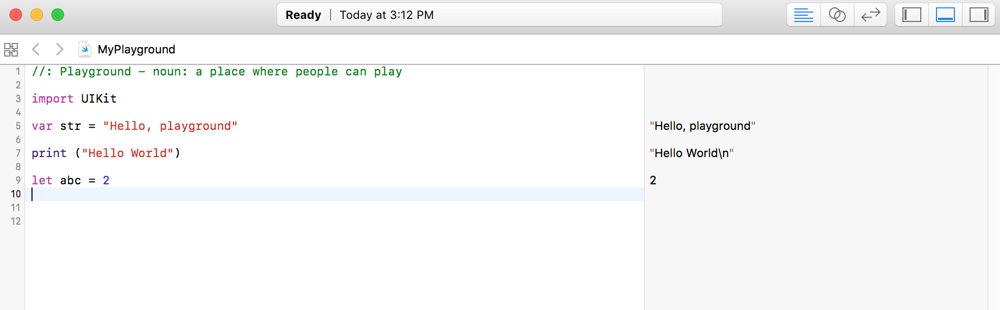 Ready | Today at 3:12 PM
MyPlayground
1 //: Playground – noun: a place where people can play
2
3 import UIKit
4
5 var str = "Hello, playground" "Hello, playground"
6
7 print ("Hello World") "Hello World\n"
8
9 let abc = 2 2
10
11
12